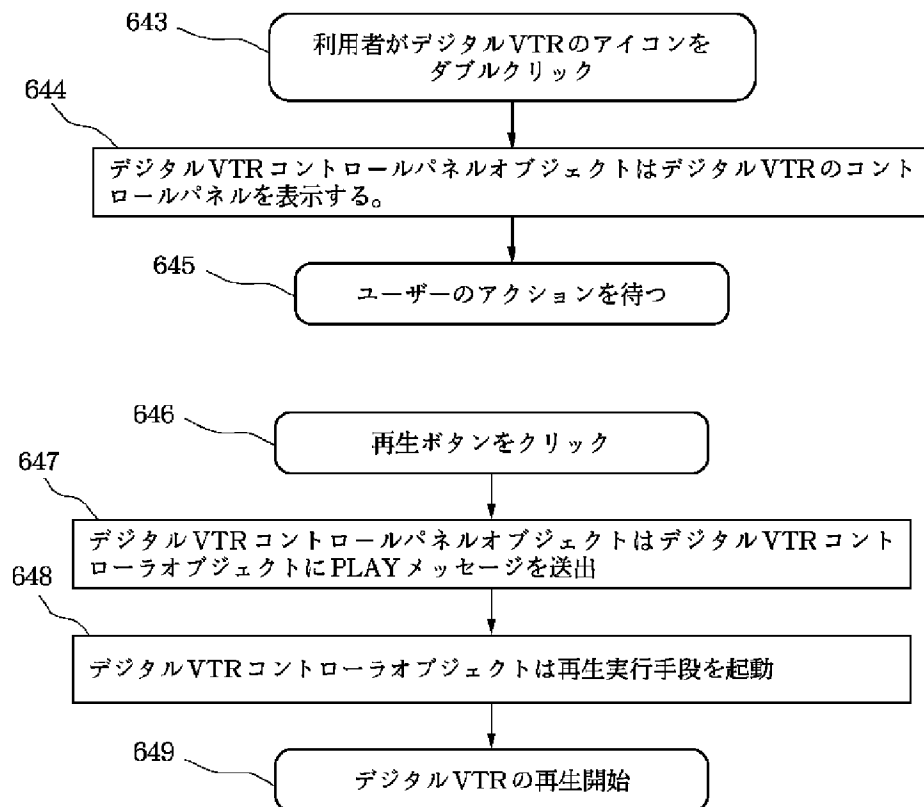 643
利用者がデジタルVTRのアイコンを
ダブルクリック
644
デジタルVTRコントロールパネルオブジェクトはデジタルVTRのコント
ロールパネルを表示する。
645
ユーザーのアクションを待つ
646
再生ボタンをクリック
647
デジタルVTRコントロールパネルオブジェクトはデジタルVTRコント
ローラオブジェクトにPLAYメッセージを送出
648
デジタルVTRコントローラオブジェクトは再生実行手段を起動
649
デジタルVTRの再生開始